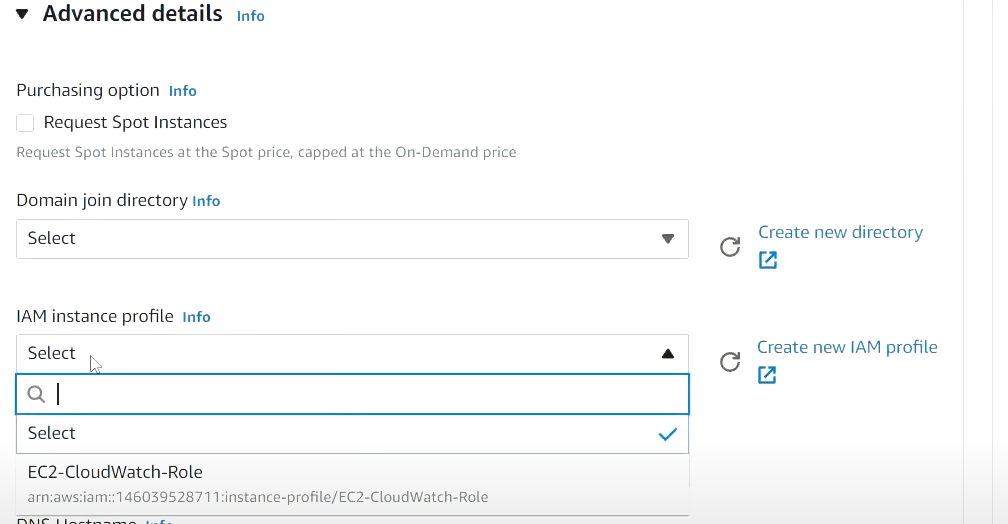 Advanced details Info
Purchasing option Info
Request Spot Instances
Request Spot Instances at the Spot price, capped at the On-Demand price
Domain join directory Info
Select
Create new directory
IAM instance profile Info
Select
Create new IAM profile
Select
EC2-CloudWatch-Role
arn:aws:iam::146039528711:instance-profile/EC2-CloudWatch-Role
DNS Hostname Info